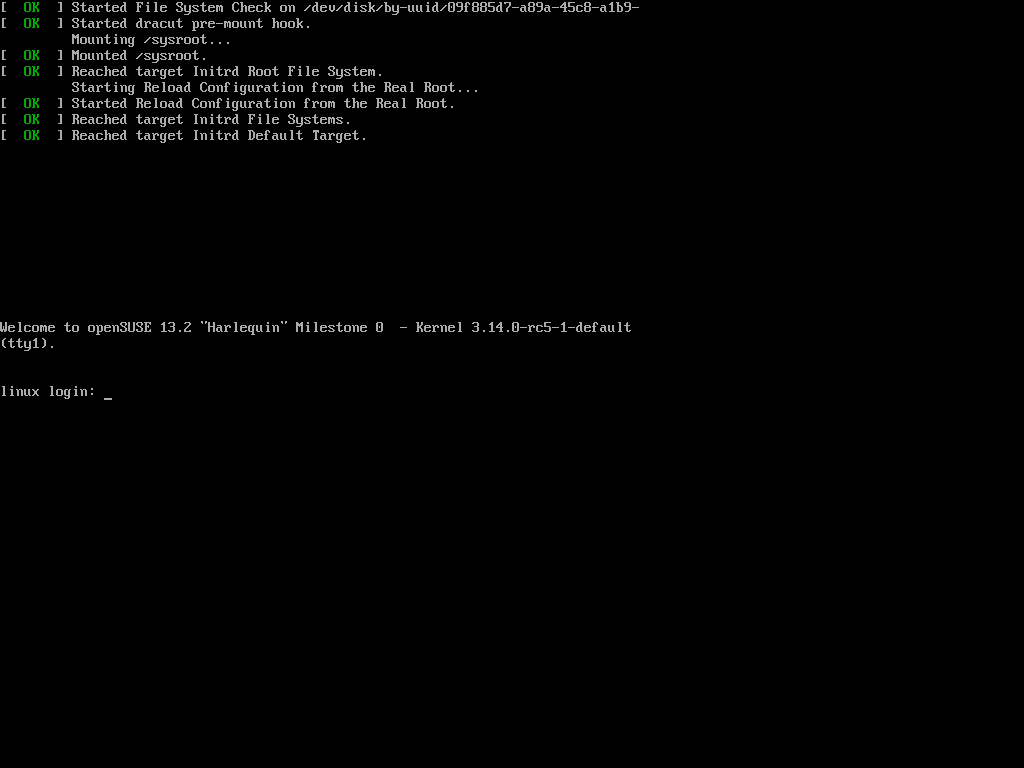 [  OK  ] Started File System Check on /dev/disk/by-uuid/09f885d7-a89a-45c8-a1b9-
[  OK  ] Started dracut pre-mount hook.
         Mounting /sysroot...
[  OK  ] Mounted /sysroot.
[  OK  ] Reached target Initrd Root File System.
         Starting Reload Configuration from the Real Root...
[  OK  ] Started Reload Configuration from the Real Root.
[  OK  ] Reached target Initrd File Systems.
[  OK  ] Reached target Initrd Default Target.
Welcome to openSUSE 13.2 "Harlequin" Milestone 0  - Kernel 3.14.0-rc5-1-default
(tty1).
linux login: _